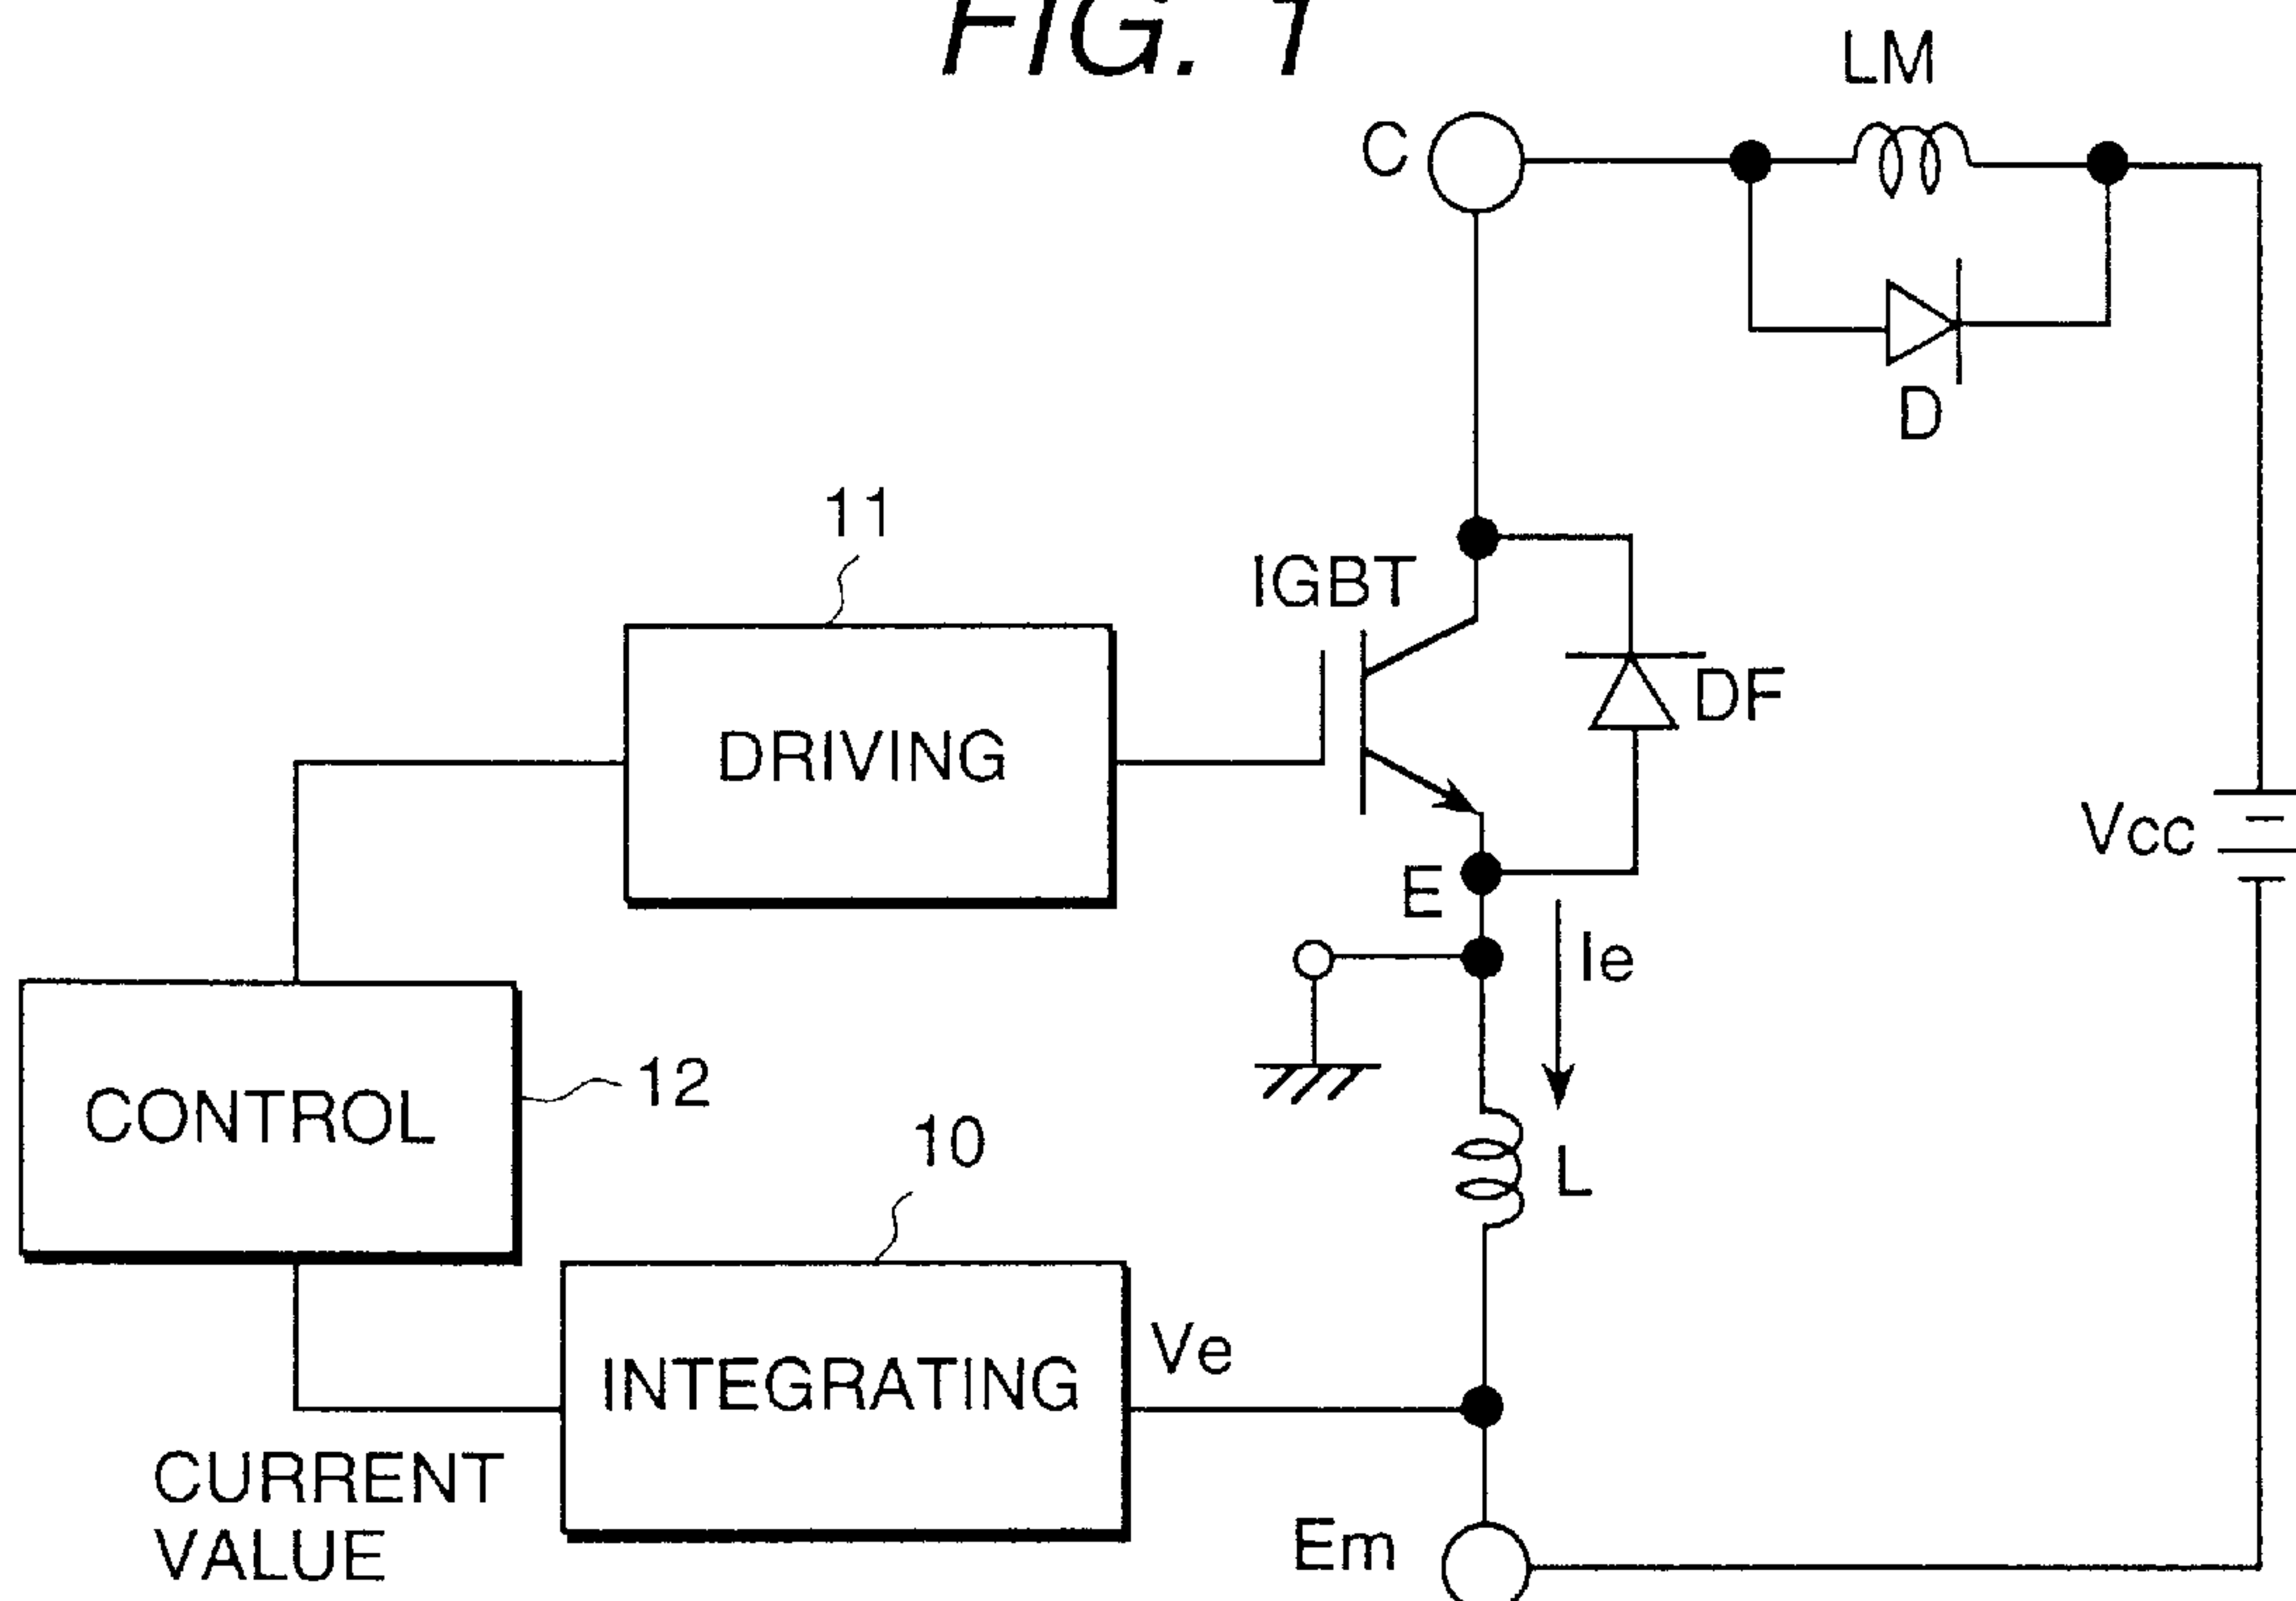 FIG. 1
LM
C
D
11
IGBT
DRIVING
DF
Vcc
E
Ie
CONTROL
12
10
L
Ve
INTEGRATING
CURRENT
VALUE
Em